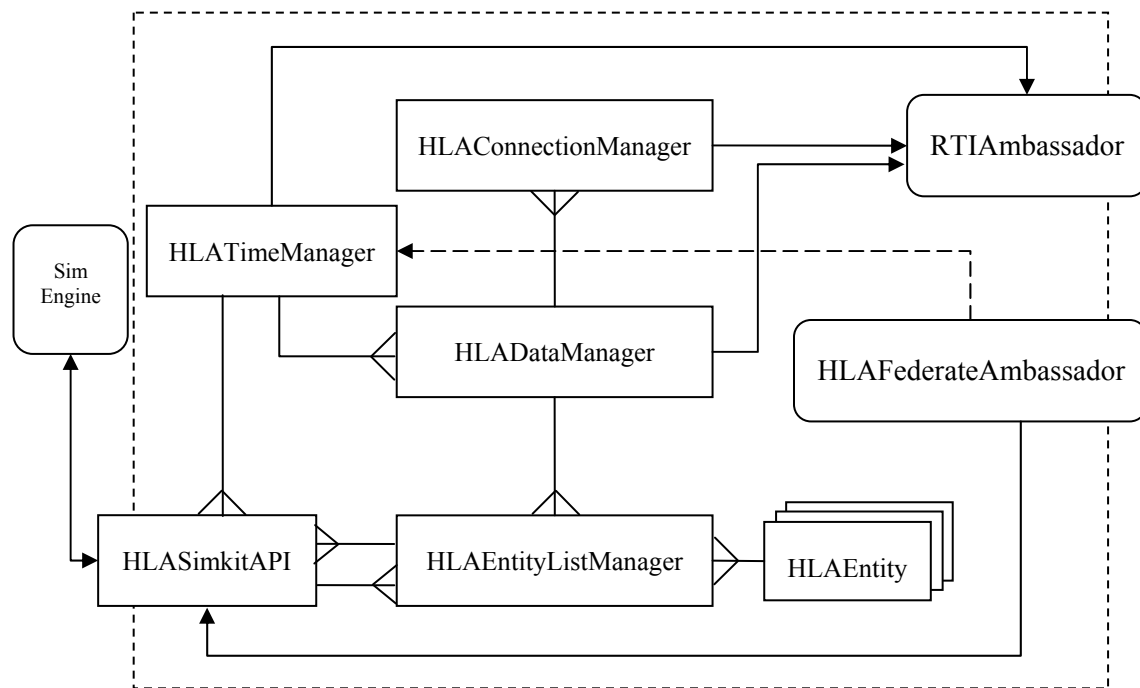 HLAConnectionManager
RTIAmbassador
HLATimeManager
Sim
Engine
HLADataManager
HLAFederateAmbassador
HLASimkitAPI
HLAEntityListManager
HLAEntity